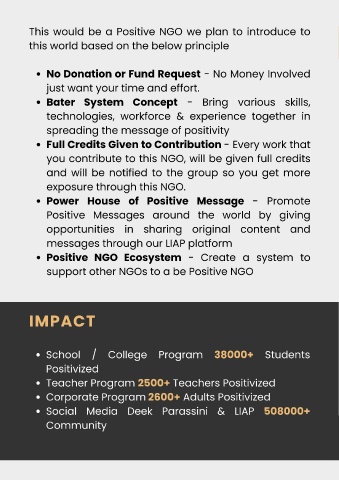 This would be a Positive NGO we plan to introduce to
this world based on the below principle
• No Donation or Fund Request - No Money Involved
just want your time and effort.
• Bater System Concept - Bring various skills,
technologies, workforce & experience together in
spreading the message of positivity
• Full Credits Given to Contribution - Every work that
you contribute to this NGO, will be given full credits
and will be notified to the group so you get more
exposure through this NGO.
• Power House of Positive Message - Promote
Positive Messages around the world by giving
opportunities in sharing original content and
messages through our LIAP platform
• Positive NGO Ecosystem - Create a system to
support other NGOs to a be Positive NGO
IMPACT
• School / College Program 38000+ Students
Positivized
• Teacher Program 2500+ Teachers Positivized
• Corporate Program 2600+ Adults Positivized
• Social Media Deek Parassini & LIAP 508000+
Community